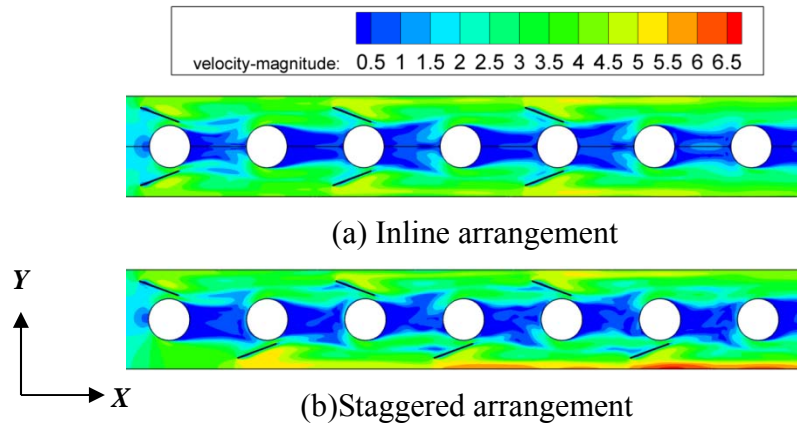 velocity-magnitude: 0.5 1 1.5 2 2.5 3 3.5 4 4.5 5 5.5 6 6.5
(a) Inline arrangement
Y
X
(b)Staggered arrangement